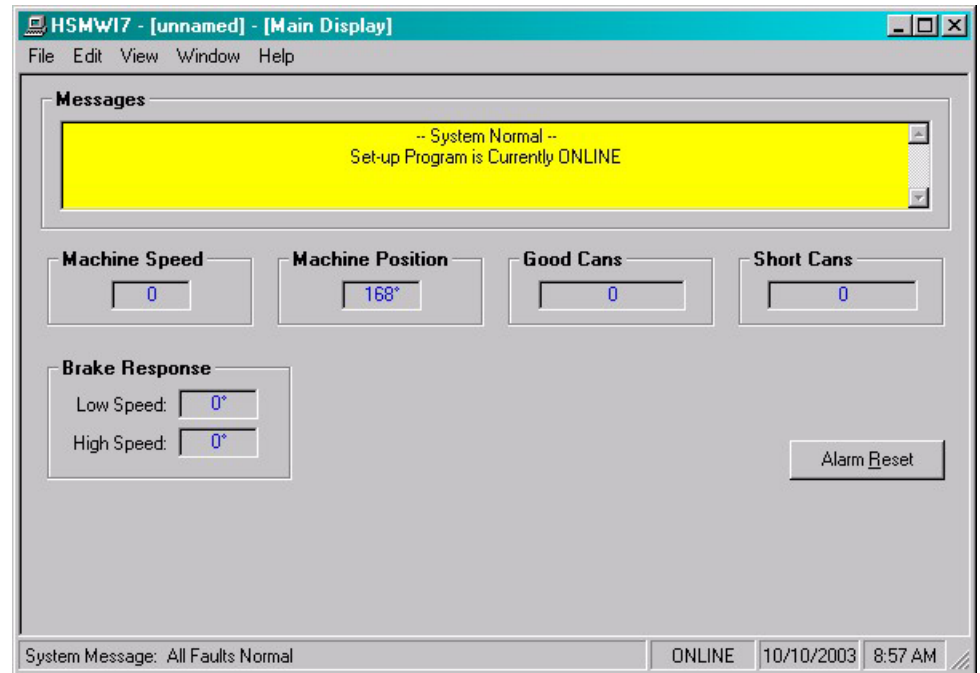 HSMWI7 - [unnamed] - [Main Display]
File Edit View Window Help
Messages
-- System Normal --
Set-up Program is Currently ONLINE
Machine Speed Machine Position Good Cans Short Cans
0 168° 0 0
Brake Response
Low Speed: 0°
High Speed: 0°
Alarm Reset
System Message: All Faults Normal ONLINE 10/10/2003 8:57 AM